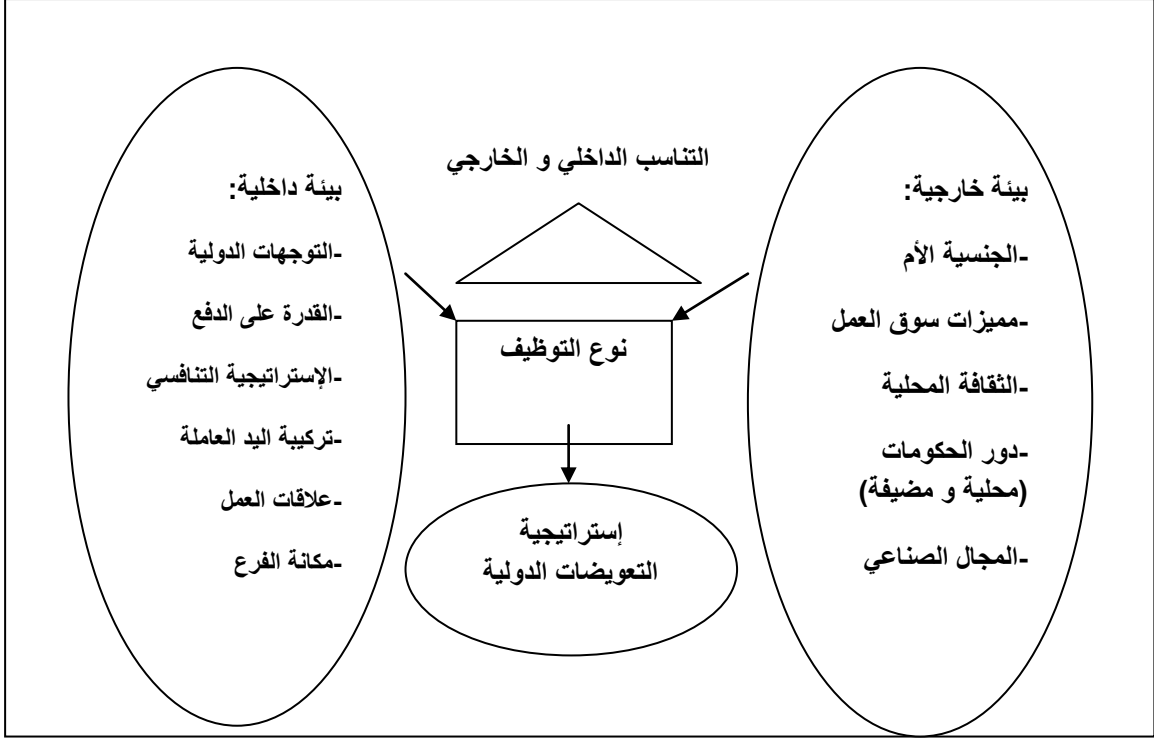 التناسب الداخلي و الخارجي
بيئة خارجية:
-الجنسية الأم
-مميزات سوق العمل
-الثقافة المحلية
-دور الحكومات
(محلية و مضيفة)
-المجال الصناعي
نوع التوظيف
إستراتيجية
التعويضات الدولية
بيئة داخلية:
-التوجهات الدولية
-القدرة على الدفع
-الإستراتيجية التنافسي
-تركيبة اليد العاملة
-علاقات العمل
-مكانة الفرع